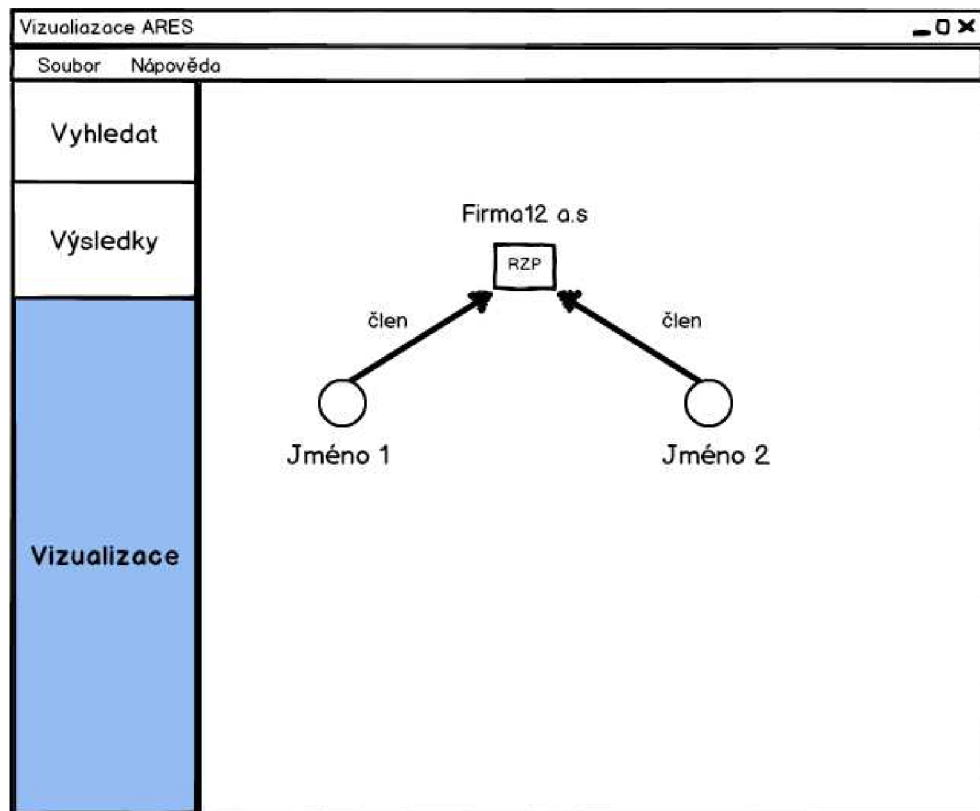 Vizualiazace ARES
Soubor Nápověda
Vyhledat
Výsledky
Vizualizace
Firma12 a.s
RZP
člen člen
Jméno 1 Jméno 2